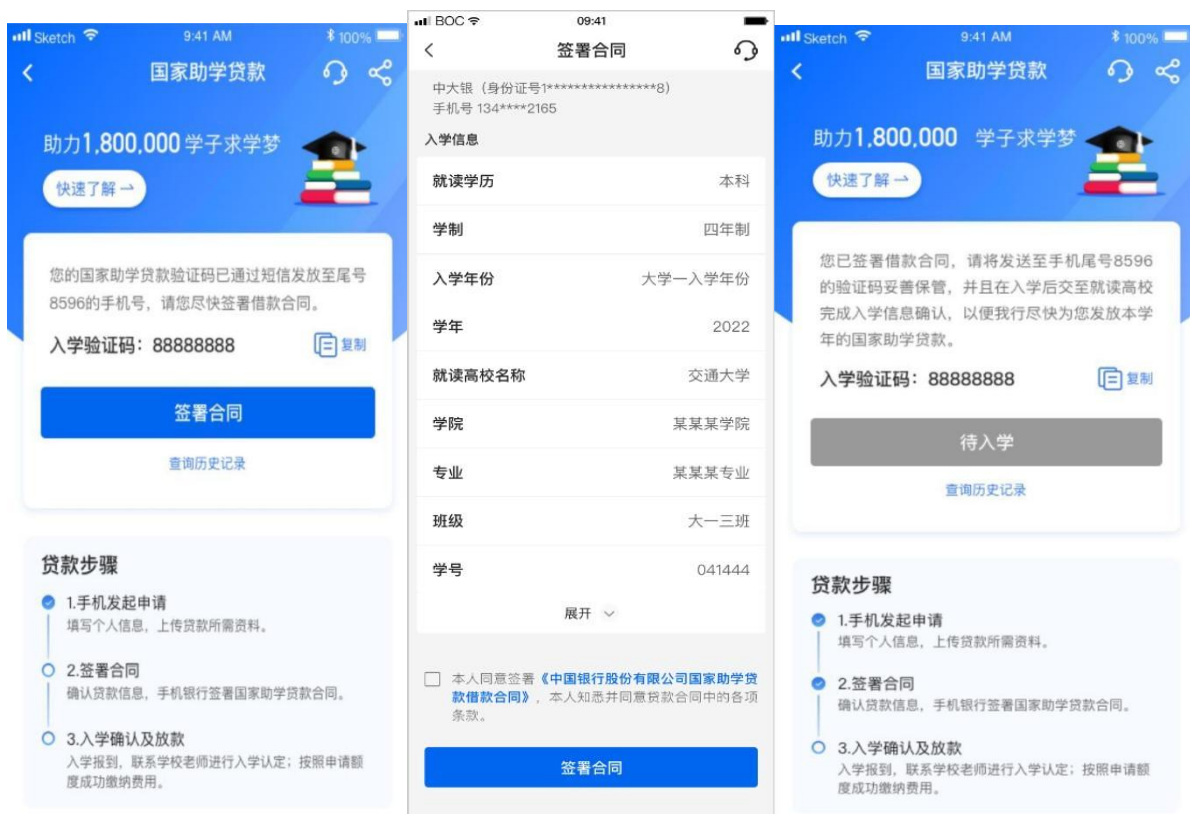 Sketch
9:41 AM
100%
国家助学贷款
助力1,800,000 学子求学梦
快速了解
您的国家助学贷款验证码已通过短信发放至尾号
8596的手机号，请您尽快签署借款合同。
入学验证码：88888888
复制
签署合同
查询历史记录
贷款步骤
1.手机发起申请
填写个人信息，上传贷款所需资料。
2.签署合同
确认贷款信息，手机银行签署国家助学贷款合同。
3.入学确认及放款
入学报到，联系学校老师进行入学认定；按照申请额
度成功缴纳费用。
BOC
09:41
签署合同
中大银（身份证号1****************8）
手机号 134****2165
入学信息
就读学历 本科
学制 四年制
入学年份 大学一入学年份
学年 2022
就读高校名称 交通大学
学院 某某某学院
专业 某某某专业
班级 大一三班
学号 041444
展开
本人同意签署《中国银行股份有限公司国家助学贷
款借款合同》，本人知悉并同意贷款合同中的各项
条款。
签署合同
Sketch
9:41 AM
100%
国家助学贷款
助力1,800,000 学子求学梦
快速了解
您已签署借款合同，请将发送至手机尾号8596
的验证码妥善保管，并且在入学后交至就读高校
完成入学信息确认，以便我行尽快为您发放本学
年的国家助学贷款。
入学验证码：88888888
复制
待入学
查询历史记录
贷款步骤
1.手机发起申请
填写个人信息，上传贷款所需资料。
2.签署合同
确认贷款信息，手机银行签署国家助学贷款合同。
3.入学确认及放款
入学报到，联系学校老师进行入学认定；按照申请额
度成功缴纳费用。